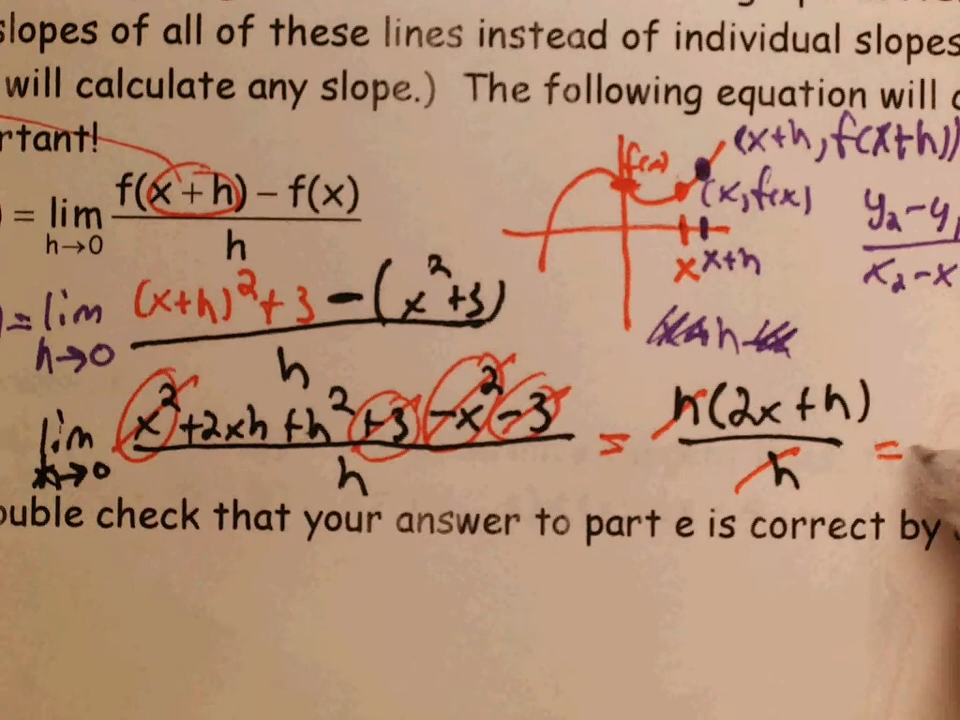 slopes of all of these lines instead of individual slopes
will calculate any slope.) The following equation will
rtant!
) = lim h→0 f(x+h) − f(x) / h
f(x)
(x+h, f(x+h))
(x, f(x))
x x+h
y₂ − y₁ / x₂ − x
) = lim h→0 (x+h)² + 3 − (x² + 3) / h
h
lim h→0 x² + 2xh + h² + 3 − x² − 3 / h = h(2x + h) / h =
ouble check that your answer to part e is correct by